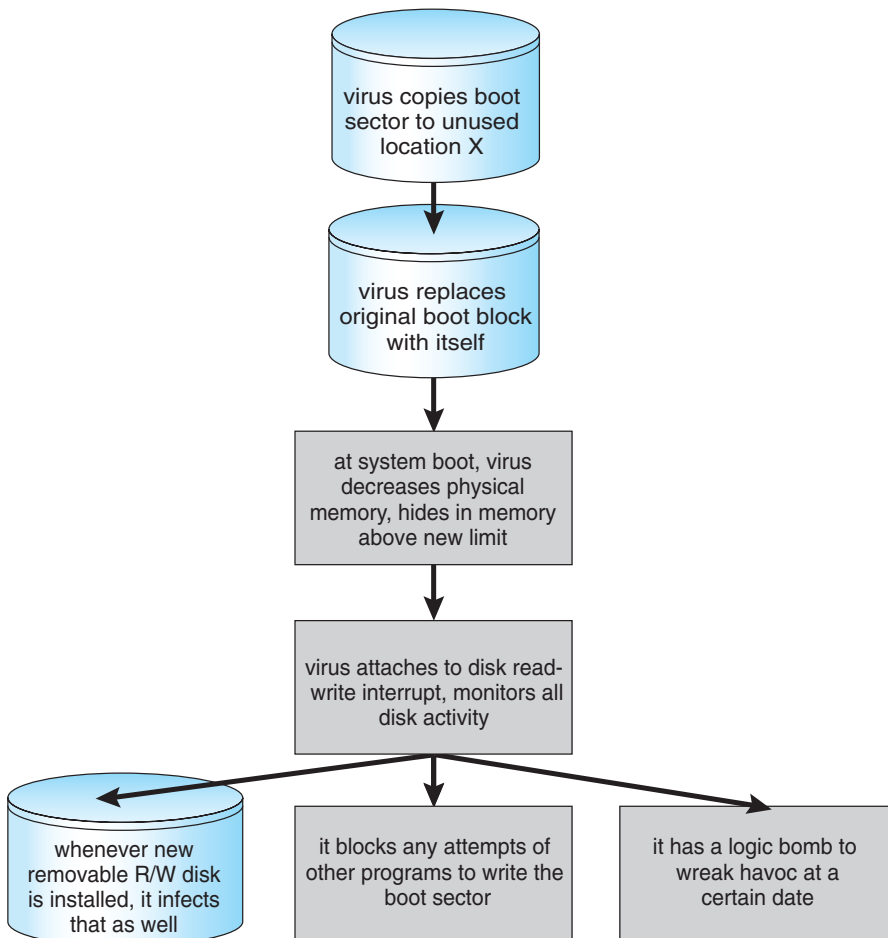 virus copies boot
sector to unused
location X
virus replaces
original boot block
with itself
at system boot, virus
decreases physical
memory, hides in memory
above new limit
virus attaches to disk read-
write interrupt, monitors all
disk activity
whenever new
removable R/W disk
is installed, it infects
that as well
it blocks any attempts of
other programs to write the
boot sector
it has a logic bomb to
wreak havoc at a
certain date